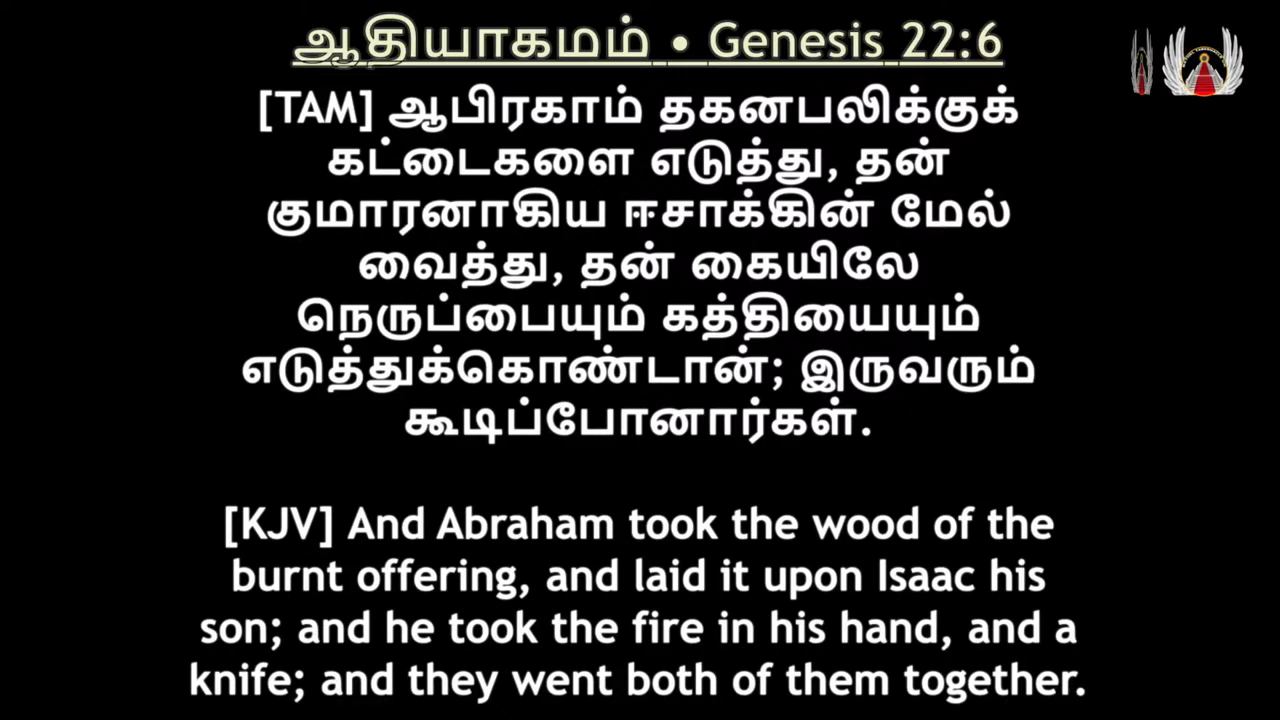 ஆதியாகமம் • Genesis 22:6
[TAM] ஆபிரகாம் தகனபலிக்குக்
கட்டைகளை எடுத்து, தன்
குமாரனாகிய ஈசாக்கின் மேல்
வைத்து, தன் கையிலே
நெருப்பையும் கத்தியையும்
எடுத்துக்கொண்டான்; இருவரும்
கூடிப்போனார்கள்.
[KJV] And Abraham took the wood of the
burnt offering, and laid it upon Isaac his
son; and he took the fire in his hand, and a
knife; and they went both of them together.